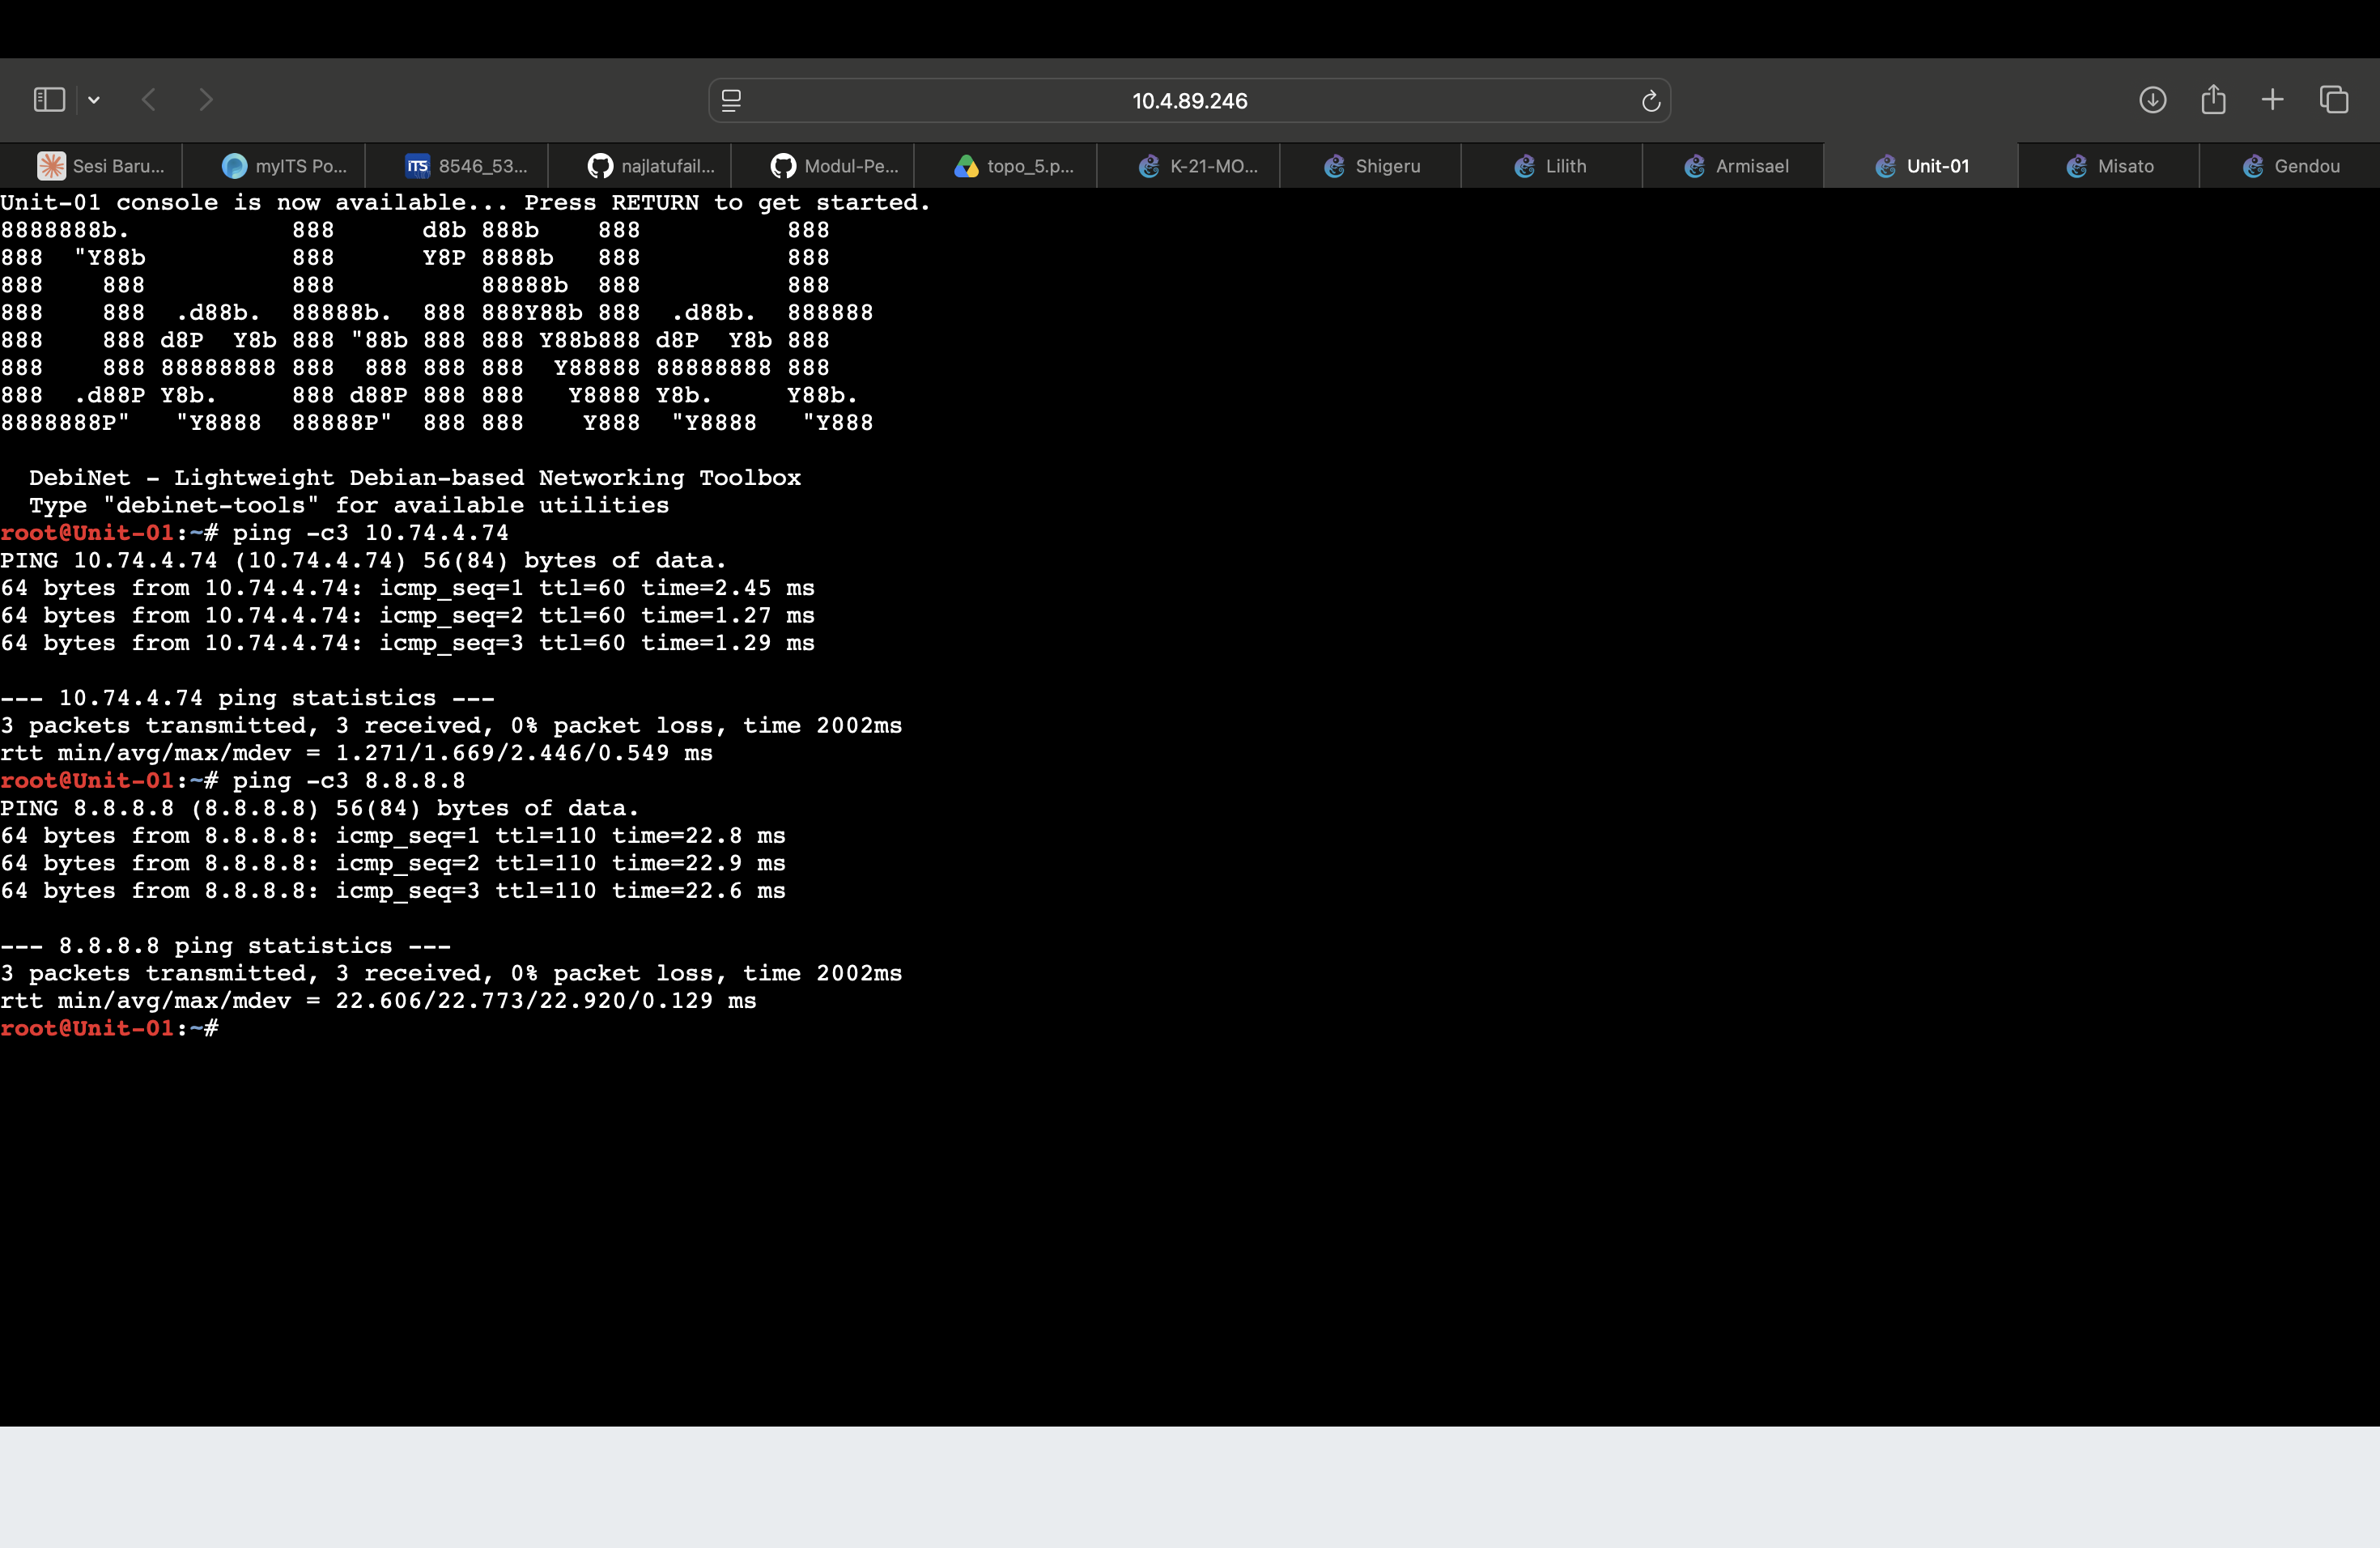 10.4.89.246
Sesi Baru... myITS Po... iTS 8546_53... najlatufail... Modul-Pe... topo_5.p... K-21-MO... Shigeru Lilith Armisael Unit-01 Misato Gendou
Unit-01 console is now available... Press RETURN to get started.
8888888b.           888      d8b 888b    888          888
888  "Y88b          888      Y8P 8888b   888          888
888    888          888          88888b  888          888
888    888  .d88b.  88888b.  888 888Y88b 888  .d88b.  888888
888    888 d8P  Y8b 888 "88b 888 888 Y88b888 d8P  Y8b 888
888    888 88888888 888  888 888 888  Y88888 88888888 888
888  .d88P Y8b.     888 d88P 888 888   Y8888 Y8b.     Y88b.
8888888P"   "Y8888  88888P"  888 888    Y888  "Y8888   "Y888
DebiNet – Lightweight Debian-based Networking Toolbox
Type "debinet-tools" for available utilities
root@Unit-01:~# ping -c3 10.74.4.74
PING 10.74.4.74 (10.74.4.74) 56(84) bytes of data.
64 bytes from 10.74.4.74: icmp_seq=1 ttl=60 time=2.45 ms
64 bytes from 10.74.4.74: icmp_seq=2 ttl=60 time=1.27 ms
64 bytes from 10.74.4.74: icmp_seq=3 ttl=60 time=1.29 ms
--- 10.74.4.74 ping statistics ---
3 packets transmitted, 3 received, 0% packet loss, time 2002ms
rtt min/avg/max/mdev = 1.271/1.669/2.446/0.549 ms
root@Unit-01:~# ping -c3 8.8.8.8
PING 8.8.8.8 (8.8.8.8) 56(84) bytes of data.
64 bytes from 8.8.8.8: icmp_seq=1 ttl=110 time=22.8 ms
64 bytes from 8.8.8.8: icmp_seq=2 ttl=110 time=22.9 ms
64 bytes from 8.8.8.8: icmp_seq=3 ttl=110 time=22.6 ms
--- 8.8.8.8 ping statistics ---
3 packets transmitted, 3 received, 0% packet loss, time 2002ms
rtt min/avg/max/mdev = 22.606/22.773/22.920/0.129 ms
root@Unit-01:~#